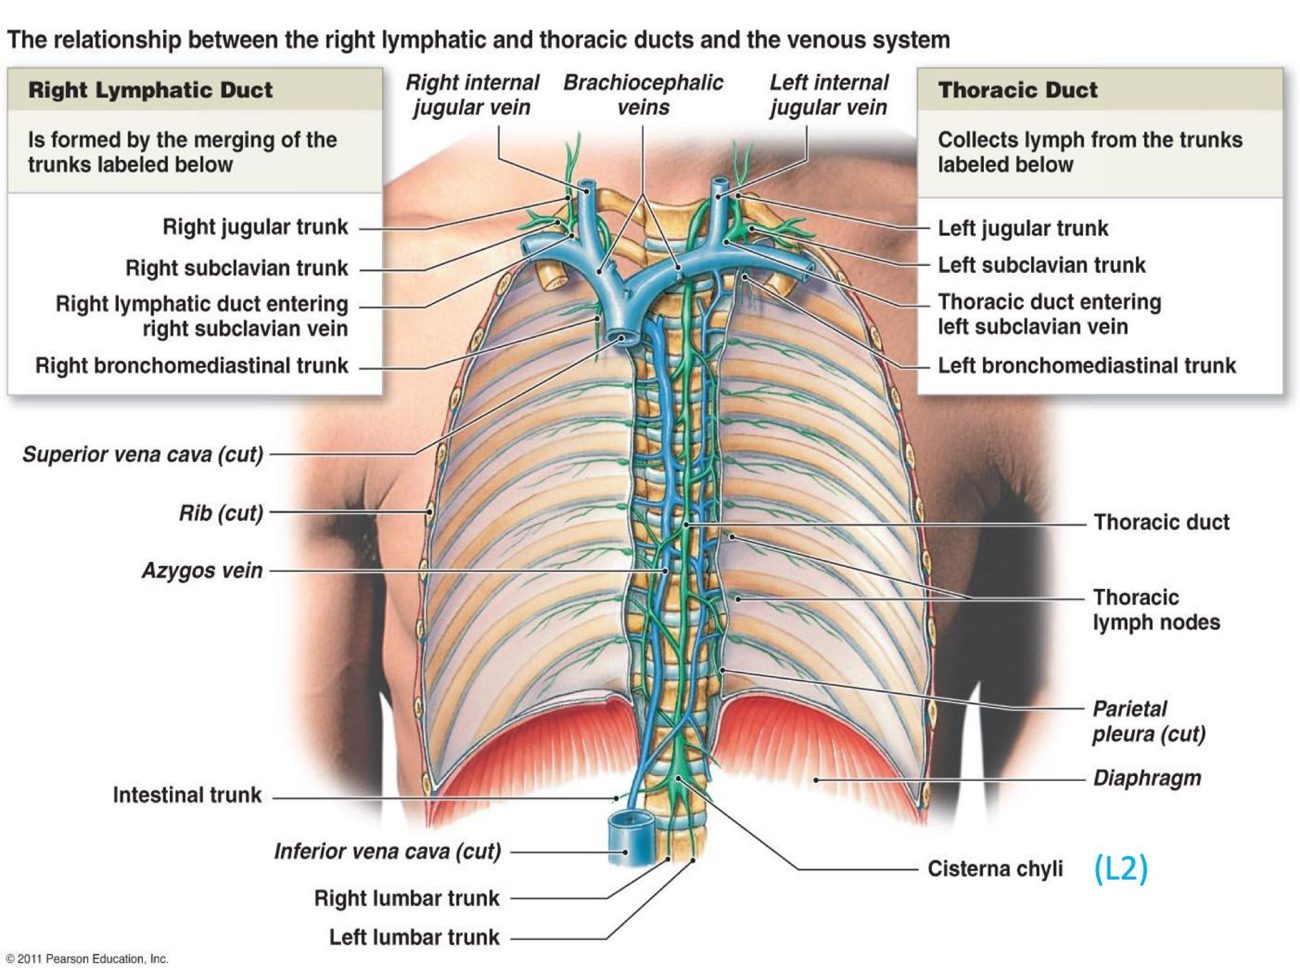 The relationship between the right lymphatic and thoracic ducts and the venous system
Right Lymphatic Duct
Is formed by the merging of the
trunks labeled below
Right jugular trunk
Right subclavian trunk
Right lymphatic duct entering
right subclavian vein
Right bronchomediastinal trunk
Right internal
jugular vein
Brachiocephalic
veins
Left internal
jugular vein
Thoracic Duct
Collects lymph from the trunks
labeled below
Left jugular trunk
Left subclavian trunk
Thoracic duct entering
left subclavian vein
Left bronchomediastinal trunk
Superior vena cava (cut)
Rib (cut)
Azygos vein
Thoracic duct
Thoracic
lymph nodes
Parietal
pleura (cut)
Diaphragm
Intestinal trunk
Inferior vena cava (cut)
Right lumbar trunk
Left lumbar trunk
Cisterna chyli (L2)
© 2011 Pearson Education, Inc.